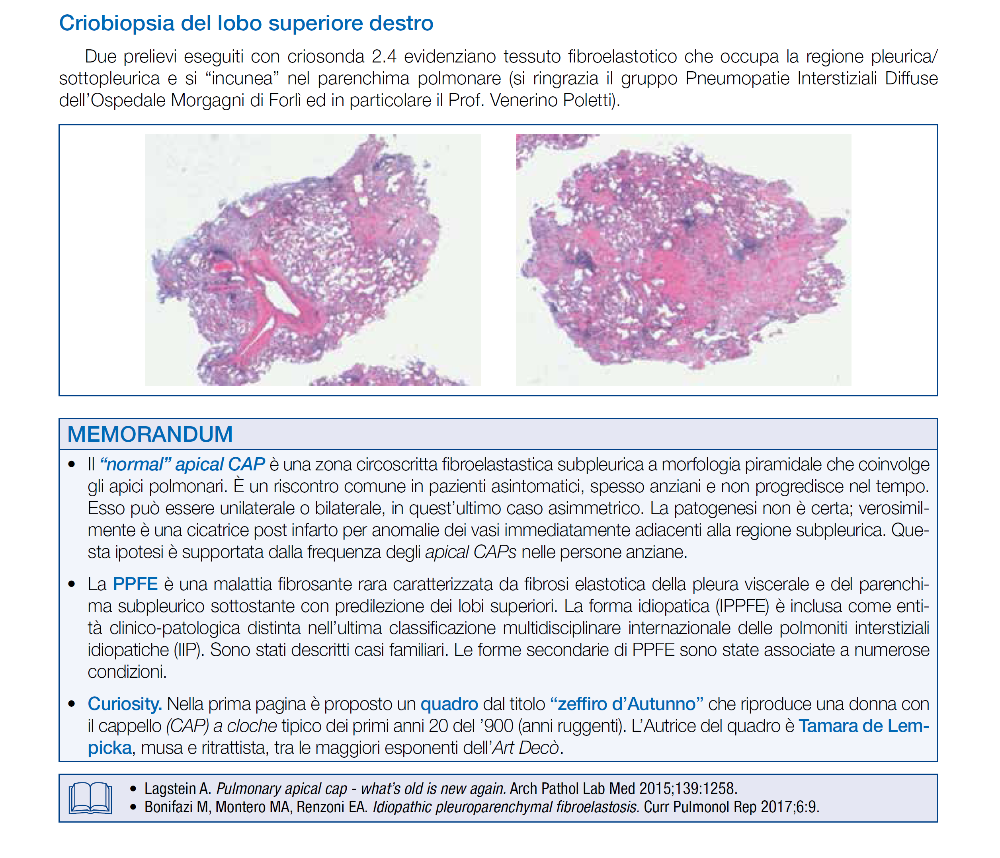 Criobiopsia del lobo superiore destro
Due prelievi eseguiti con criosonda 2.4 evidenziano tessuto fibroelastotico che occupa la regione pleurica/
sottopleurica e si “incunea” nel parenchima polmonare (si ringrazia il gruppo Pneumopatie Interstiziali Diffuse
dell’Ospedale Morgagni di Forlì ed in particolare il Prof. Venerino Poletti).
MEMORANDUM
• Il “normal” apical CAP è una zona circoscritta fibroelastastica subpleurica a morfologia piramidale che coinvolge
gli apici polmonari. È un riscontro comune in pazienti asintomatici, spesso anziani e non progredisce nel tempo.
Esso può essere unilaterale o bilaterale, in quest’ultimo caso asimmetrico. La patogenesi non è certa; verosimil-
mente è una cicatrice post infarto per anomalie dei vasi immediatamente adiacenti alla regione subpleurica. Que-
sta ipotesi è supportata dalla frequenza degli apical CAPs nelle persone anziane.
• La PPFE è una malattia fibrosante rara caratterizzata da fibrosi elastotica della pleura viscerale e del parenchi-
ma subpleurico sottostante con predilezione dei lobi superiori. La forma idiopatica (IPPFE) è inclusa come enti-
tà clinico-patologica distinta nell’ultima classificazione multidisciplinare internazionale delle polmoniti interstiziali
idiopatiche (IIP). Sono stati descritti casi familiari. Le forme secondarie di PPFE sono state associate a numerose
condizioni.
• Curiosity. Nella prima pagina è proposto un quadro dal titolo “zeffiro d’Autunno” che riproduce una donna con
il cappello (CAP) a cloche tipico dei primi anni 20 del ’900 (anni ruggenti). L’Autrice del quadro è Tamara de Lem-
picka, musa e ritrattista, tra le maggiori esponenti dell’Art Decò.
• Lagstein A. Pulmonary apical cap - what’s old is new again. Arch Pathol Lab Med 2015;139:1258.
• Bonifazi M, Montero MA, Renzoni EA. Idiopathic pleuroparenchymal fibroelastosis. Curr Pulmonol Rep 2017;6:9.